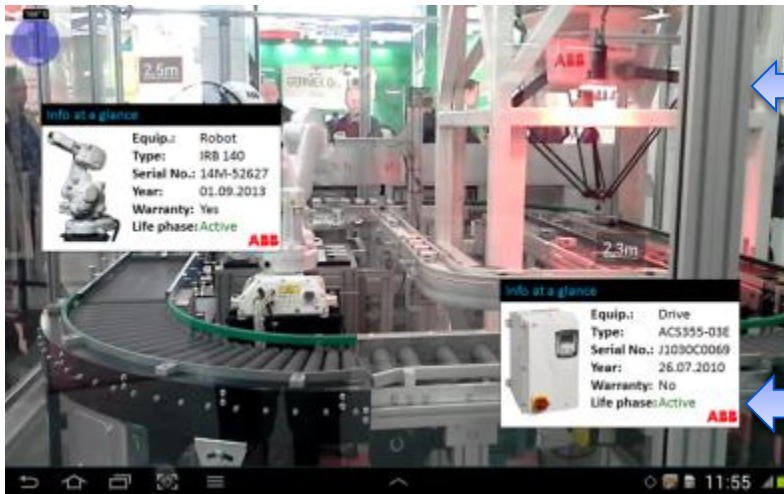 2,5m
ABB
Info at a glance
Equip.: Robot
Type: IRB 140
Serial No.: 14M-52627
Year: 01.09.2013
Warranty: Yes
Life phase: Active
ABB
2,3m
Info at a glance
Equip.: Drive
Type: ACS355-03E
Serial No.: J1030C0069
Year: 26.07.2010
Warranty: No
Life phase: Active
ABB
11:55